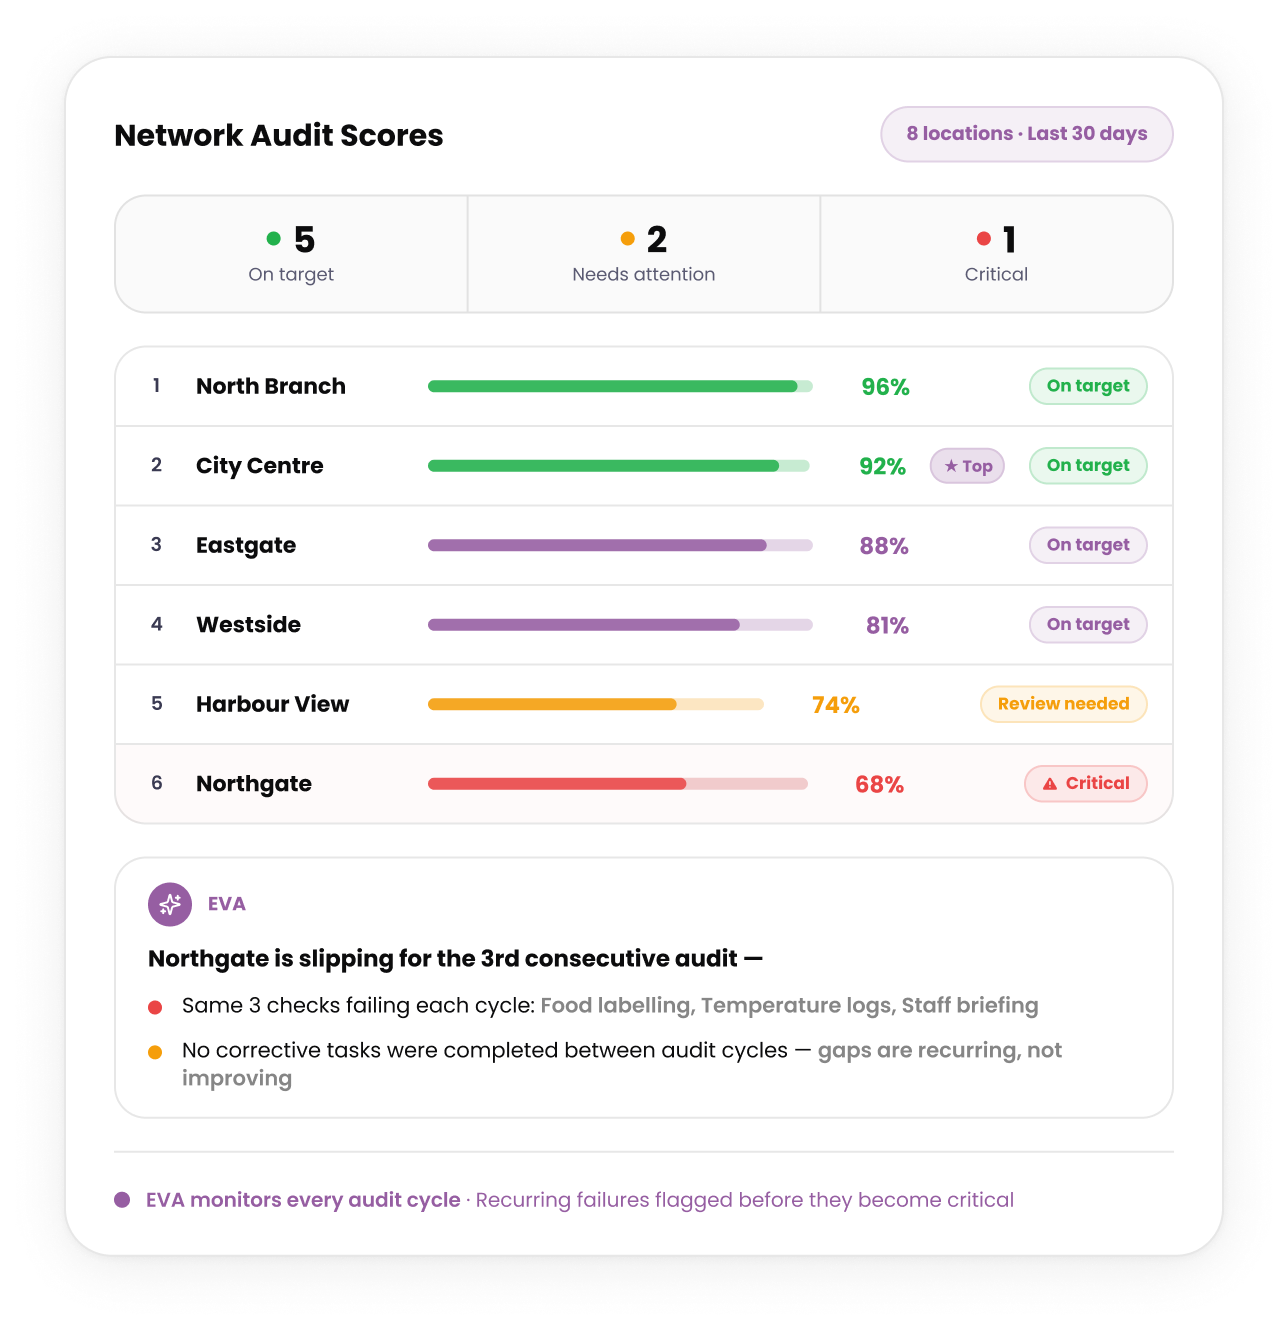 Network Audit Scores
8 locations · Last 30 days
5
On target
2
Needs attention
1
Critical
1 North Branch 96% On target
2 City Centre 92% ★ Top On target
3 Eastgate 88% On target
4 Westside 81% On target
5 Harbour View 74% Review needed
6 Northgate 68% Critical
EVA
Northgate is slipping for the 3rd consecutive audit —
Same 3 checks failing each cycle: Food labelling, Temperature logs, Staff briefing
No corrective tasks were completed between audit cycles — gaps are recurring, not
improving
EVA monitors every audit cycle · Recurring failures flagged before they become critical